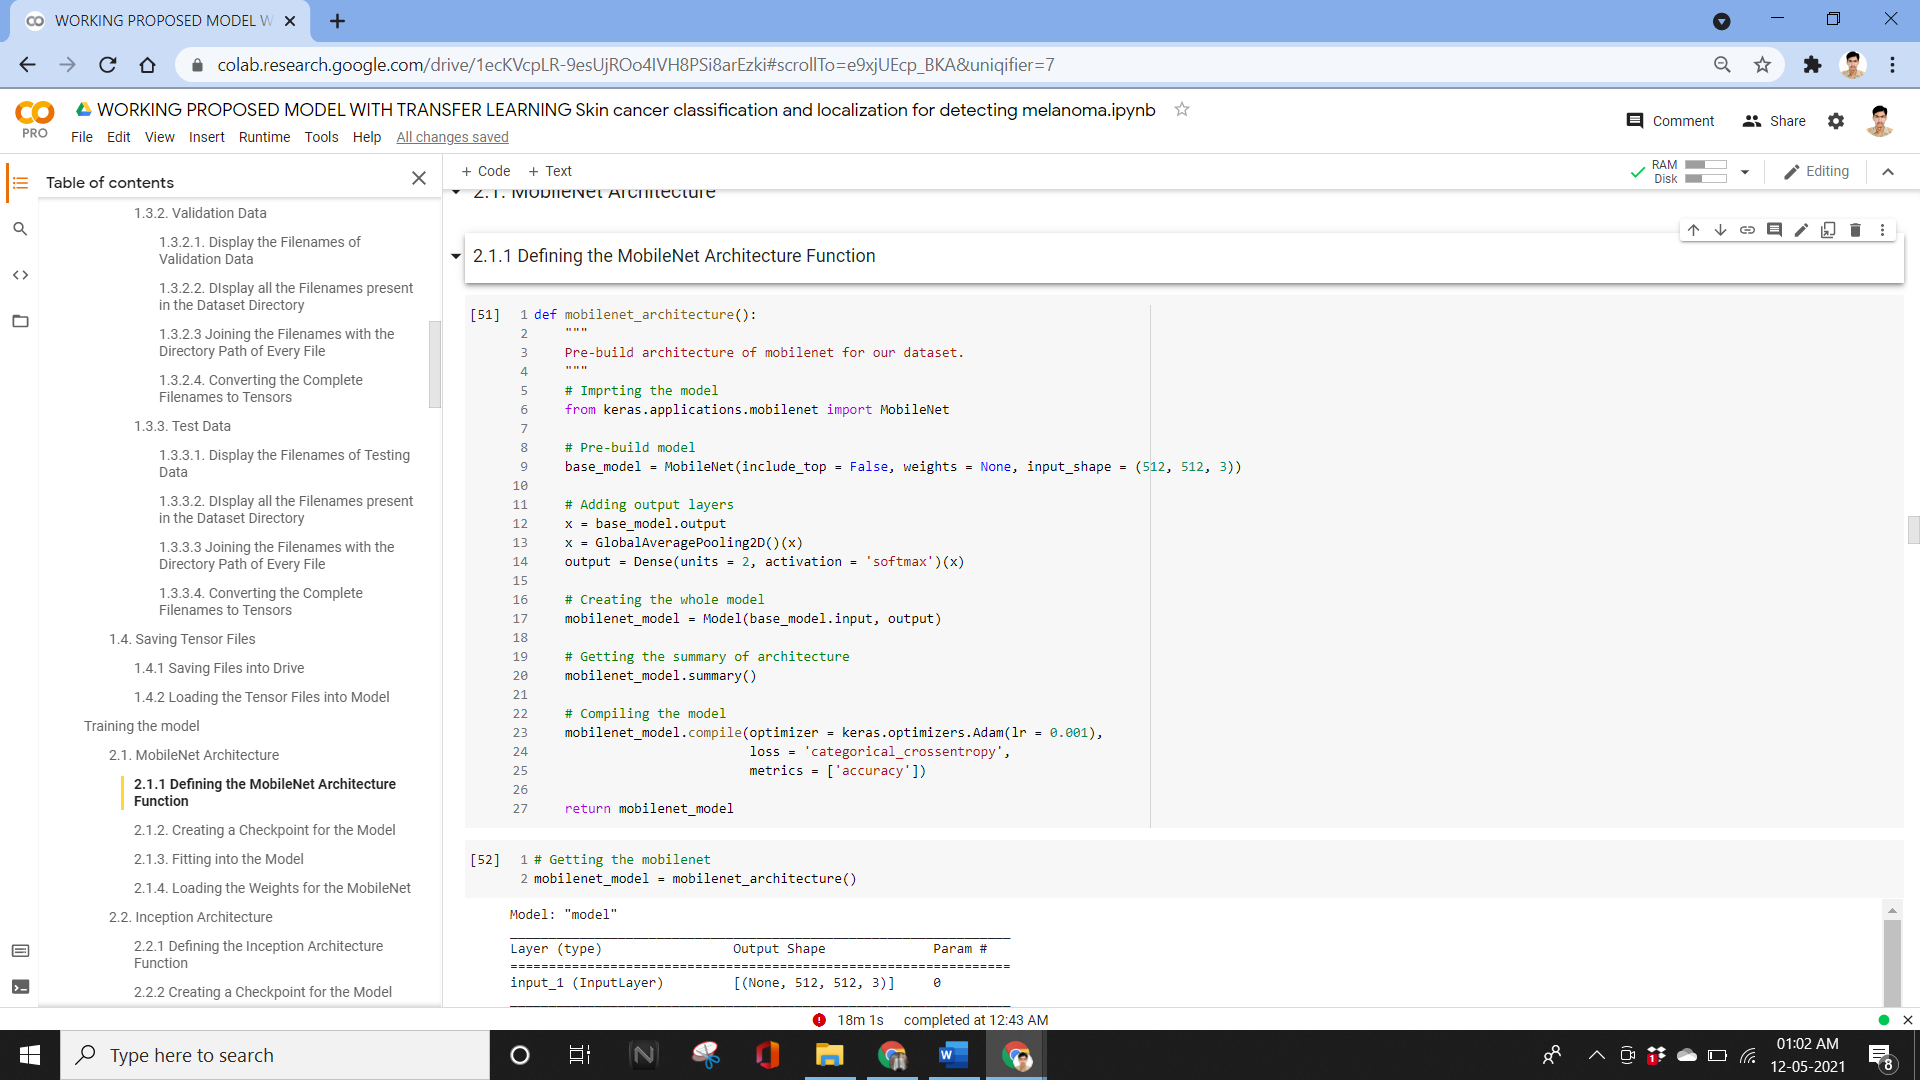 WORKING PROPOSED MODEL W
colab.research.google.com/drive/1ecKVcpLR-9esUjROo4IVH8PSi8arEzki#scrollTo=e9xjUEcp_BKA&uniqifier=7
PRO
WORKING PROPOSED MODEL WITH TRANSFER LEARNING Skin cancer classification and localization for detecting melanoma.ipynb
File Edit View Insert Runtime Tools Help All changes saved
Comment Share
Table of contents
1.3.2. Validation Data
1.3.2.1. Display the Filenames of
Validation Data
1.3.2.2. DIsplay all the Filenames present
in the Dataset Directory
1.3.2.3 Joining the Filenames with the
Directory Path of Every File
1.3.2.4. Converting the Complete
Filenames to Tensors
1.3.3. Test Data
1.3.3.1. Display the Filenames of Testing
Data
1.3.3.2. DIsplay all the Filenames present
in the Dataset Directory
1.3.3.3 Joining the Filenames with the
Directory Path of Every File
1.3.3.4. Converting the Complete
Filenames to Tensors
1.4. Saving Tensor Files
1.4.1 Saving Files into Drive
1.4.2 Loading the Tensor Files into Model
Training the model
2.1. MobileNet Architecture
2.1.1 Defining the MobileNet Architecture
Function
2.1.2. Creating a Checkpoint for the Model
2.1.3. Fitting into the Model
2.1.4. Loading the Weights for the MobileNet
2.2. Inception Architecture
2.2.1 Defining the Inception Architecture
Function
2.2.2 Creating a Checkpoint for the Model
+ Code + Text
RAM
Disk
Editing
2.1. MobileNet Architecture
2.1.1 Defining the MobileNet Architecture Function
[51] 1 def mobilenet_architecture():
2 """
3 Pre-build architecture of mobilenet for our dataset.
4 """
5 # Imprting the model
6 from keras.applications.mobilenet import MobileNet
7
8 # Pre-build model
9 base_model = MobileNet(include_top = False, weights = None, input_shape = (512, 512, 3))
10
11 # Adding output layers
12 x = base_model.output
13 x = GlobalAveragePooling2D()(x)
14 output = Dense(units = 2, activation = 'softmax')(x)
15
16 # Creating the whole model
17 mobilenet_model = Model(base_model.input, output)
18
19 # Getting the summary of architecture
20 mobilenet_model.summary()
21
22 # Compiling the model
23 mobilenet_model.compile(optimizer = keras.optimizers.Adam(lr = 0.001),
24 loss = 'categorical_crossentropy',
25 metrics = ['accuracy'])
26
27 return mobilenet_model
[52] 1 # Getting the mobilenet
2 mobilenet_model = mobilenet_architecture()
Model: "model"
Layer (type) Output Shape Param #
=================================================================
input_1 (InputLayer) [(None, 512, 512, 3)] 0
18m 1s completed at 12:43 AM
Type here to search
01:02 AM
12-05-2021
8